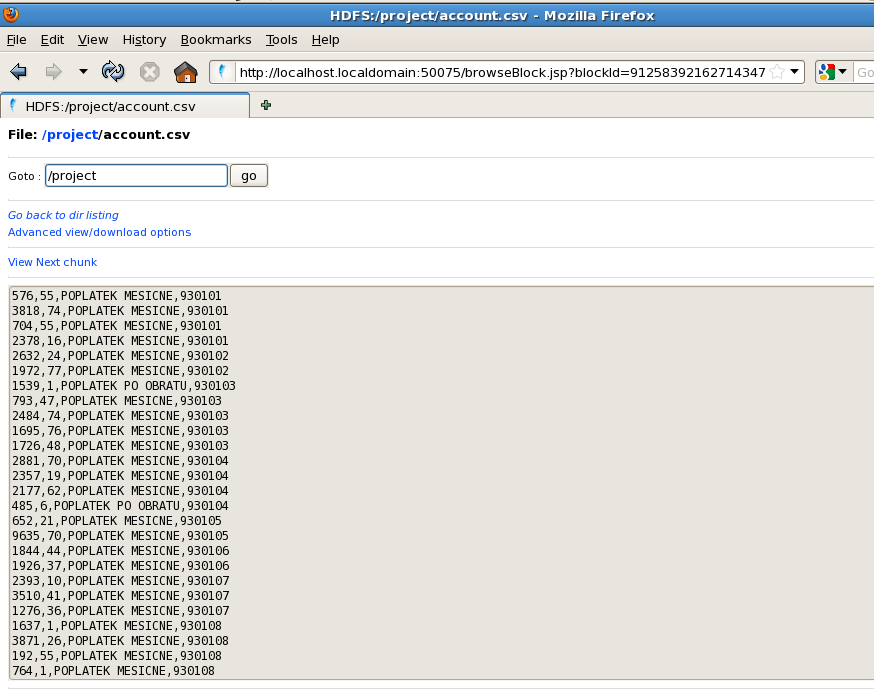 HDFS:/project/account.csv - Mozilla Firefox
File Edit View History Bookmarks Tools Help
http://localhost.localdomain:50075/browseBlock.jsp?blockId=91258392162714347
Go
HDFS:/project/account.csv
File: /project/account.csv
Goto : /project go
Go back to dir listing
Advanced view/download options
View Next chunk
576,55,POPLATEK MESICNE,930101
3818,74,POPLATEK MESICNE,930101
704,55,POPLATEK MESICNE,930101
2378,16,POPLATEK MESICNE,930101
2632,24,POPLATEK MESICNE,930102
1972,77,POPLATEK MESICNE,930102
1539,1,POPLATEK PO OBRATU,930103
793,47,POPLATEK MESICNE,930103
2484,74,POPLATEK MESICNE,930103
1695,76,POPLATEK MESICNE,930103
1726,48,POPLATEK MESICNE,930103
2881,70,POPLATEK MESICNE,930104
2357,19,POPLATEK MESICNE,930104
2177,62,POPLATEK MESICNE,930104
485,6,POPLATEK PO OBRATU,930104
652,21,POPLATEK MESICNE,930105
9635,70,POPLATEK MESICNE,930105
1844,44,POPLATEK MESICNE,930106
1926,37,POPLATEK MESICNE,930106
2393,10,POPLATEK MESICNE,930107
3510,41,POPLATEK MESICNE,930107
1276,36,POPLATEK MESICNE,930107
1637,1,POPLATEK MESICNE,930108
3871,26,POPLATEK MESICNE,930108
192,55,POPLATEK MESICNE,930108
764,1,POPLATEK MESICNE,930108